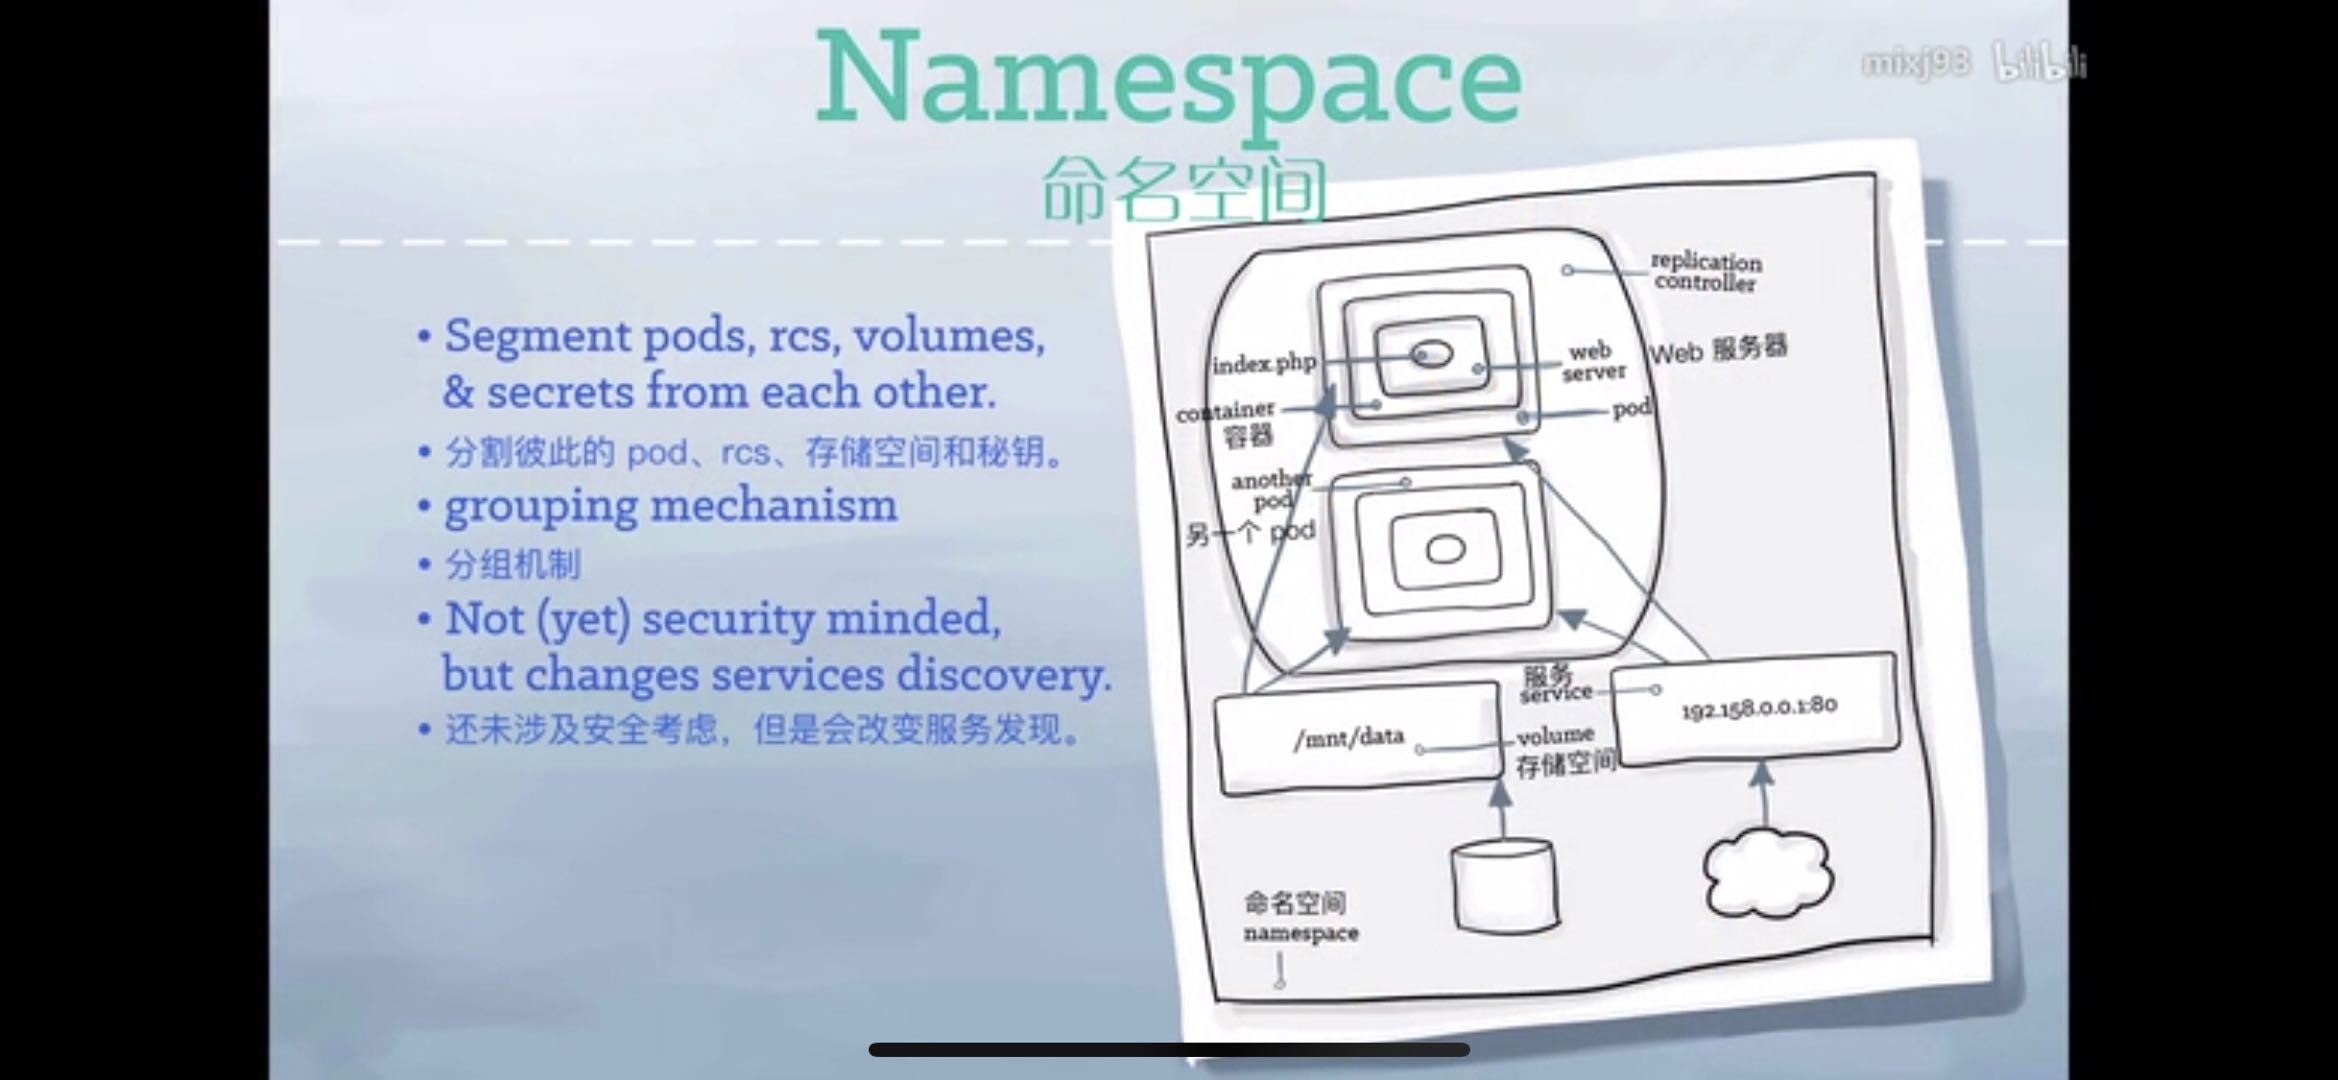 Namespace
命名空间
mixj93 bilibili
• Segment pods, rcs, volumes,
& secrets from each other.
• 分割彼此的 pod、rcs、存储空间和秘钥。
• grouping mechanism
• 分组机制
• Not (yet) security minded,
but changes services discovery.
• 还未涉及安全考虑，但是会改变服务发现。
replication
controller
index.php
web
server
Web 服务器
container
容器
pod
another
pod
另一个 pod
服务
service
192.158.0.0.1:80
/mnt/data
volume
存储空间
命名空间
namespace